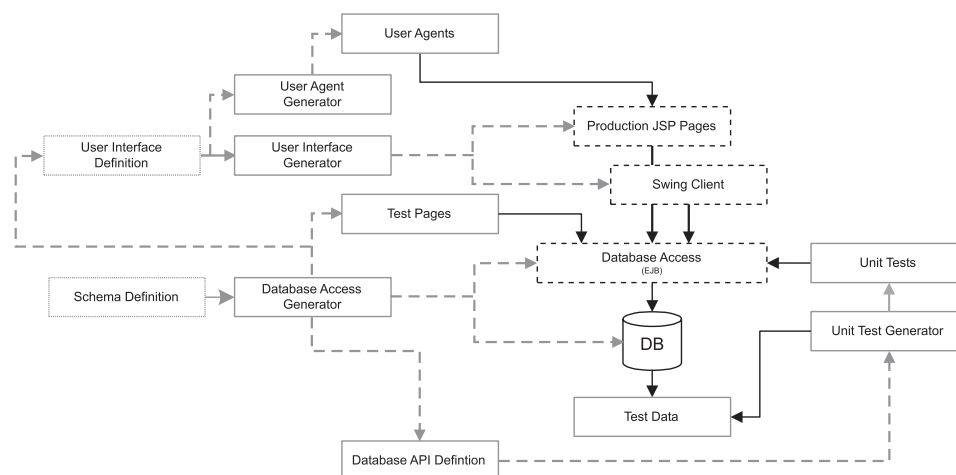 User Agents
User Agent
Generator
Production JSP Pages
User Interface
Definition
User Interface
Generator
Swing Client
Test Pages
Database Access
(EJB)
Unit Tests
Schema Definition
Database Access
Generator
DB
Unit Test Generator
Test Data
Database API Defintion